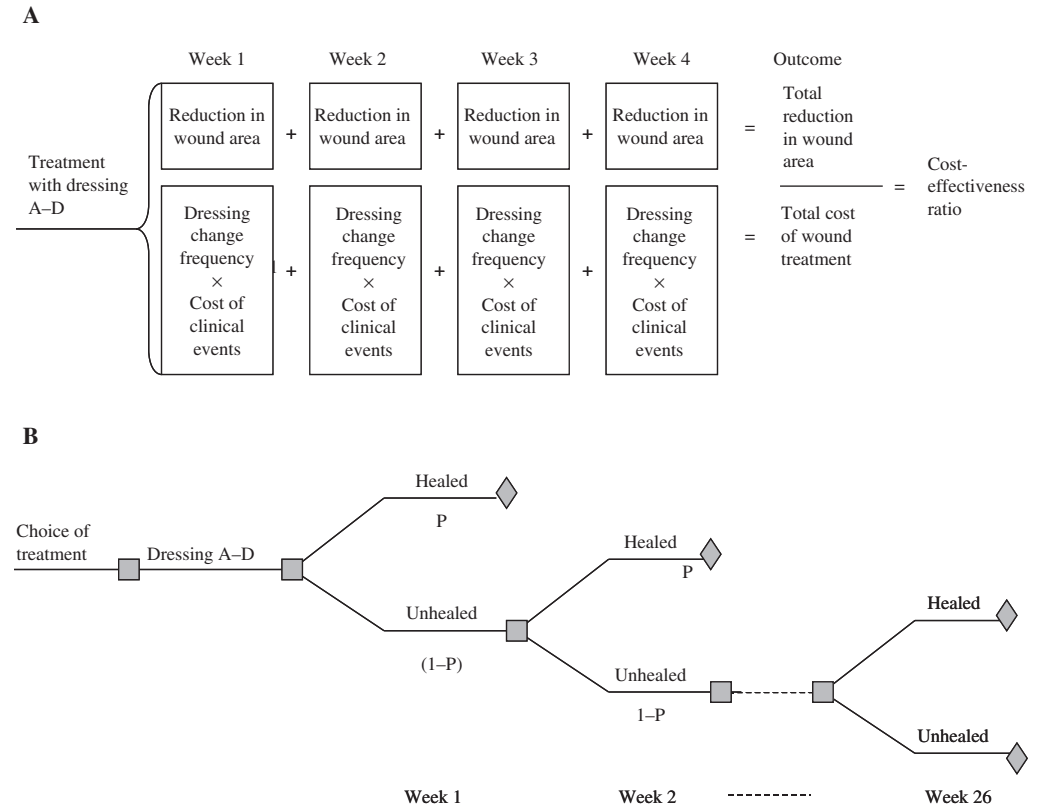 A
Week 1
Week 2
Week 3
Week 4
Outcome
Treatment
with dressing
A–D
Reduction in
wound area
+
Reduction in
wound area
+
Reduction in
wound area
+
Reduction in
wound area
=
Total
reduction
in wound
area
Dressing
change
frequency
×
Cost of
clinical
events
+
Dressing
change
frequency
×
Cost of
clinical
events
+
Dressing
change
frequency
×
Cost of
clinical
events
+
Dressing
change
frequency
×
Cost of
clinical
events
=
Total cost
of wound
treatment
=
Cost-
effectiveness
ratio
B
Choice of
treatment
Dressing A–D
Healed
P
Unhealed
(1–P)
Healed
P
Unhealed
1–P
Healed
Unhealed
Week 1
Week 2
Week 26